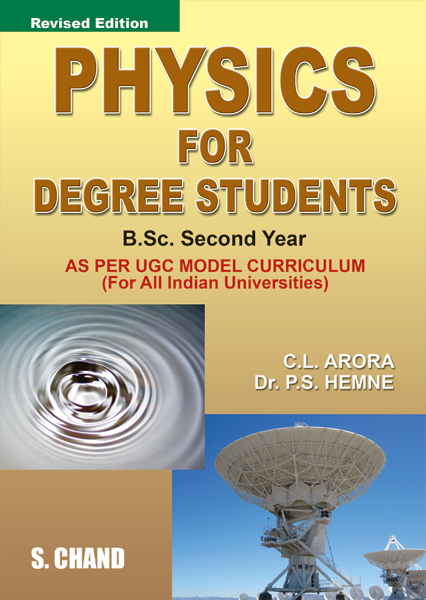 Revised Edition
PHYSICS
FOR
DEGREE STUDENTS
B.Sc. Second Year
AS PER UGC MODEL CURRICULUM
(For All Indian Universities)
C.L. ARORA
Dr. P.S. HEMNE
S. CHAND